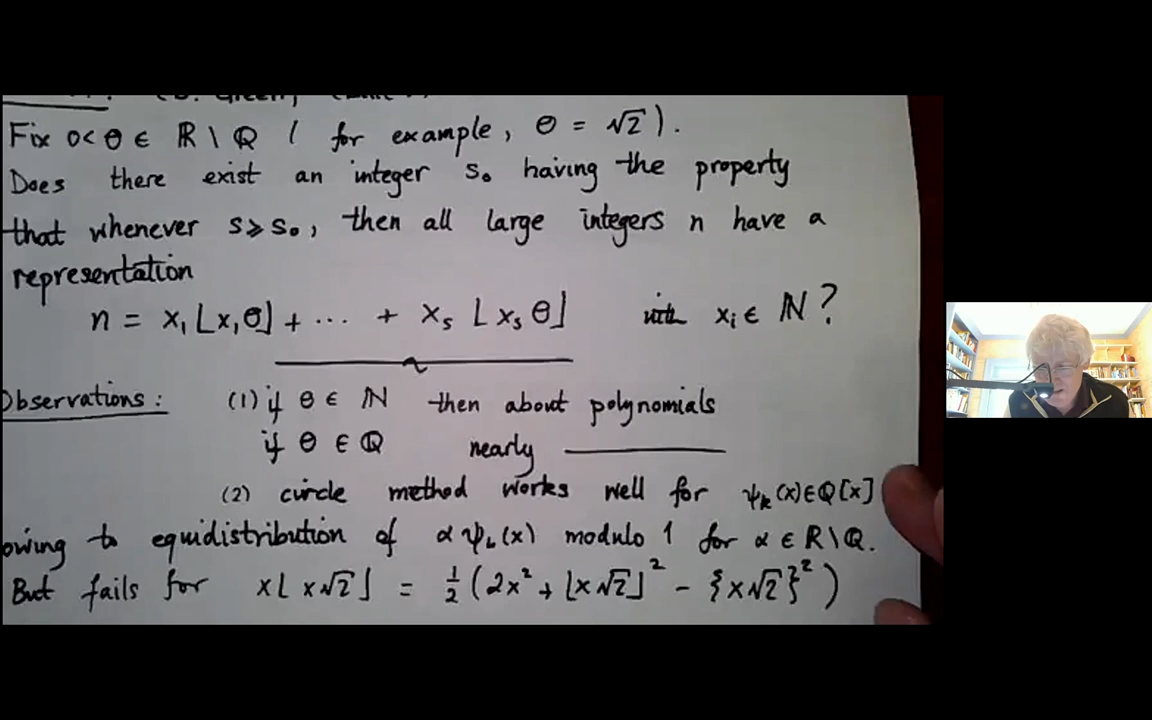 Fix 0<θ ∈ ℝ \ ℚ ( for example, θ = √2 ).
Does there exist an integer s₀ having the property
that whenever s ≥ s₀, then all large integers n have a
representation
n = x₁ ⌊x₁θ⌋ + ... + xₛ ⌊xₛθ⌋ with xᵢ ∈ ℕ?
Observations: (1) if θ ∈ ℕ then about polynomials
if θ ∈ ℚ nearly
(2) circle method works well for ψₖ(x) ∈ ℚ[x]
owing to equidistribution of αψₖ(x) modulo 1 for α ∈ ℝ\ℚ.
But fails for x⌊x√2⌋ = ½(2x² + ⌊x√2⌋² - {x√2}²)